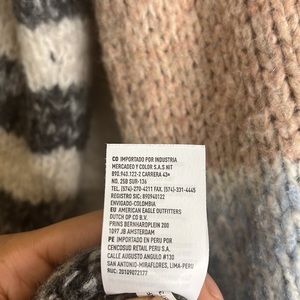 CO IMPORTADO POR INDUSTRIA
MERCADEO Y COLOR S.A.S NIT
890.940.122-2 CARRERA 43ª
NO. 25B SUR-136
TEL.(574)-270-4211 FAX. (574)-331-4445
REGISTRO SIC: 890940122
ENVIGADO-COLOMBIA
EU AMERICAN EAGLE OUTFITTERS
DUTCH OP CO B.V.
PRINS BERNHARDPLEIN 200
1097 JB AMSTERDAM
PE IMPORTADO EN PERU POR
CENCOSUD RETAIL PERU SA.
CALLE AUGUSTO ANGULO #130
SAN ANTONIO-MIRAFLORES, LIMA-PERU
RUC: 20109072177